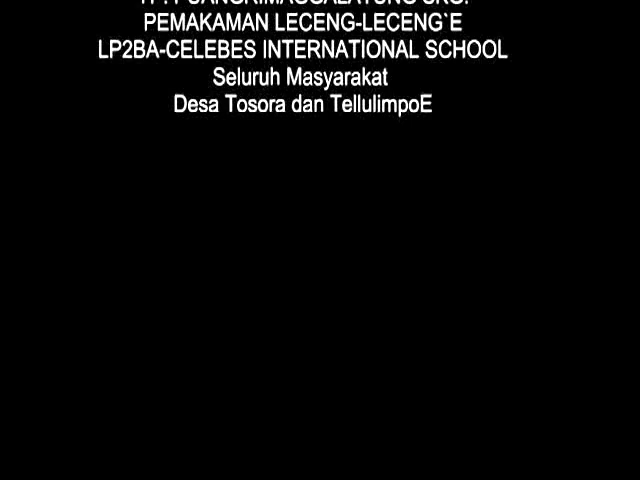 PEMAKAMAN LECENG-LECENG`E
LP2BA-CELEBES INTERNATIONAL SCHOOL
Seluruh Masyarakat
Desa Tosora dan TellulimpoE